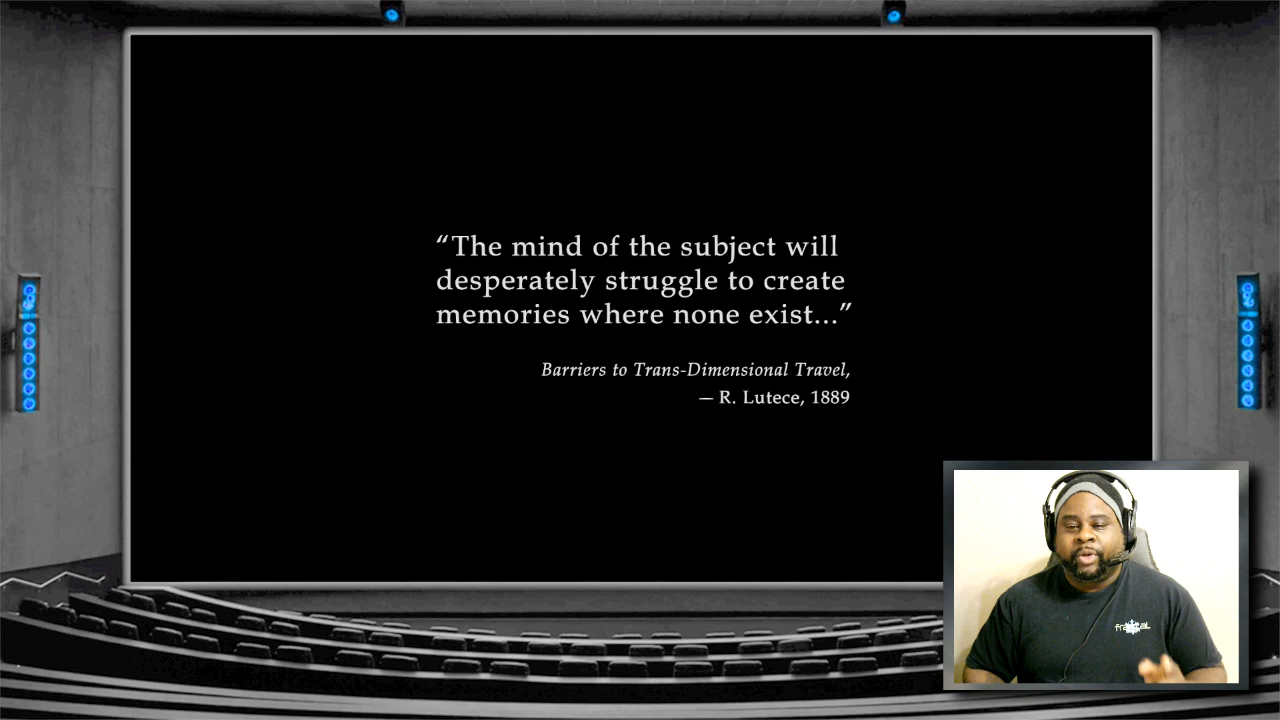 “The mind of the subject will
desperately struggle to create
memories where none exist...”
Barriers to Trans-Dimensional Travel,
— R. Lutece, 1889